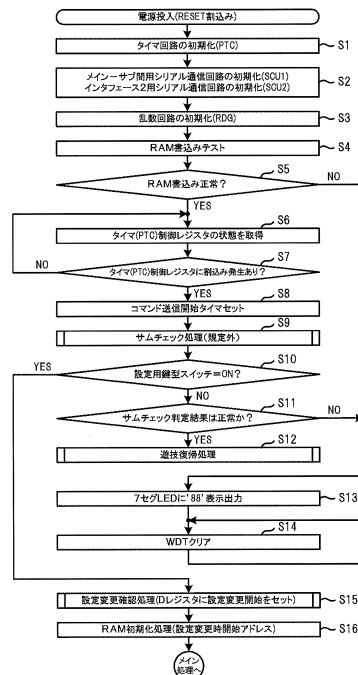 電源投入(RESET割込み)
タイマ回路の初期化(PTC)
S1
メイン－サブ間用シリアル通信回路の初期化(SCU1)
インタフェース2用シリアル通信回路の初期化(SCU2)
S2
乱数回路の初期化(RDG)
S3
RAM書込みテスト
S4
RAM書込み正常？
S5
NO
YES
タイマ(PTC)制御レジスタの状態を取得
S6
タイマ(PTC)制御レジスタに割込み発生あり？
S7
NO
YES
コマンド送信開始タイマセット
S8
サムチェック処理(規定外)
S9
設定用鍵型スイッチ=ON？
S10
YES
NO
サムチェック判定結果は正常か？
S11
NO
YES
遊技復帰処理
S12
7セグLEDに'88'表示出力
S13
WDTクリア
S14
設定変更確認処理(Dレジスタに設定変更開始をセット)
S15
RAM初期化処理(設定変更時開始アドレス)
S16
メイン
処理へ